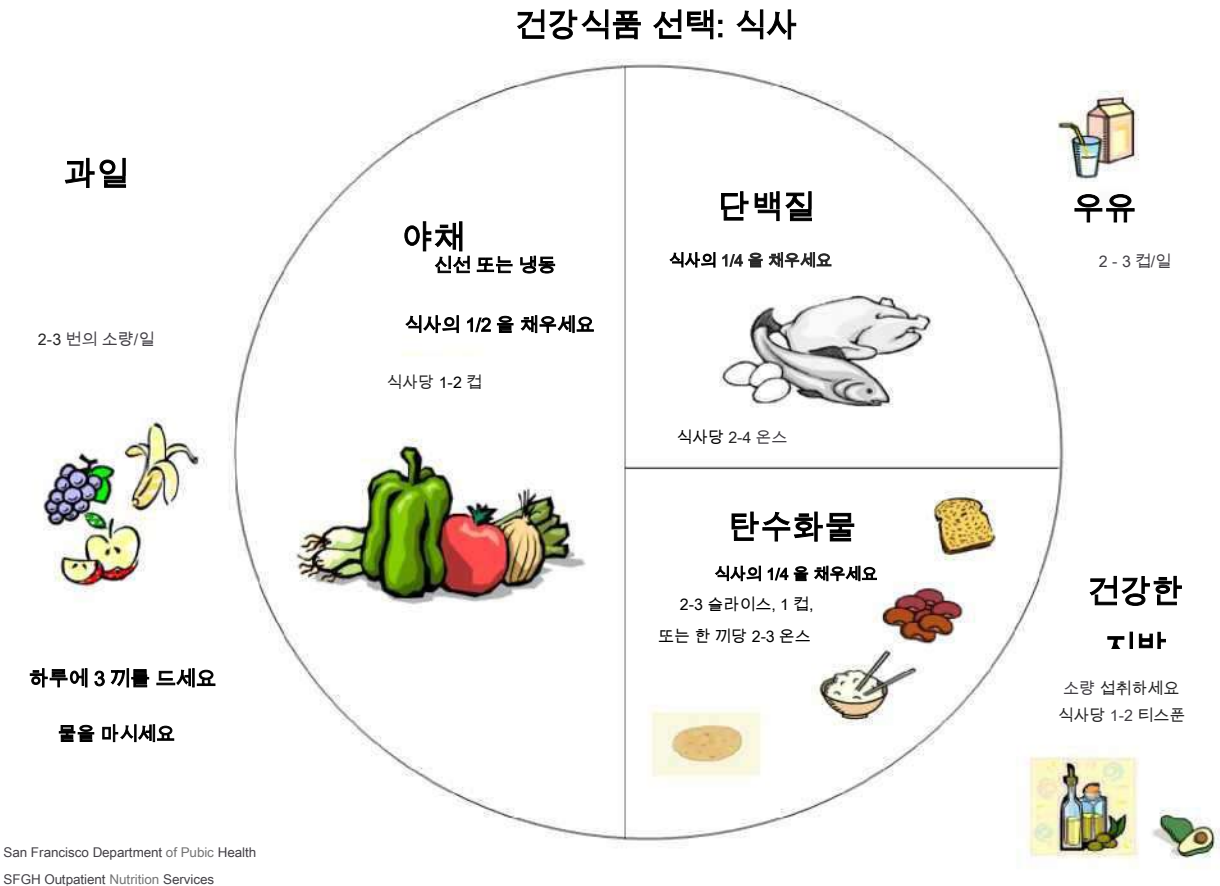 건강식품 선택: 식사
과일
2-3 번의 소량/일
하루에 3 끼를 드세요
물을 마시세요
야채
신선 또는 냉동
식사의 1/2 을 채우세요
식사당 1-2 컵
단백질
식사의 1/4 을 채우세요
식사당 2-4 온스
탄수화물
식사의 1/4 을 채우세요
2-3 슬라이스, 1 컵,
또는 한 끼당 2-3 온스
우유
2 - 3 컵/일
건강한
소량 섭취하세요
식사당 1-2 티스푼
San Francisco Department of Pubic Health
SFGH Outpatient Nutrition Services